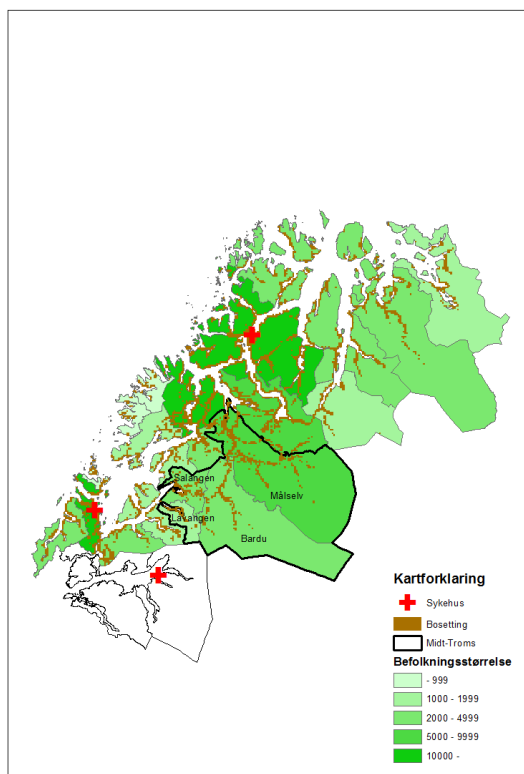 Salangen
Målselv
Lavangen
Bardu
Kartforklaring
Sykehus
Bosetting
Midt-Troms
Befolkningsstørrelse
- 999
1000 - 1999
2000 - 4999
5000 - 9999
10000 -